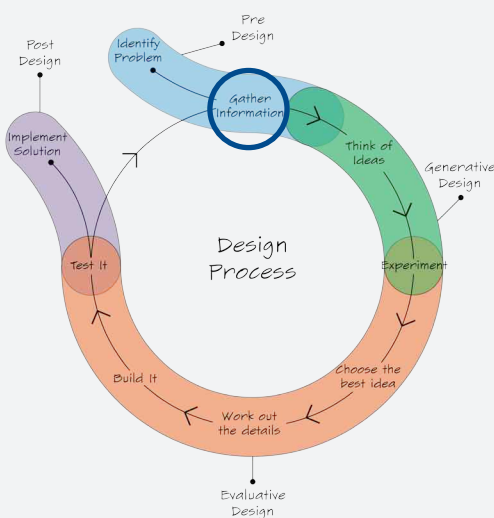 Pre
Design
Post
Design
Identify
Problem
Gather
Information
Implement
Solution
Think of
Ideas
Generative
Design
Design
Process
Test It
Experiment
Build It
Choose the
best idea
Work out
the details
Evaluative
Design